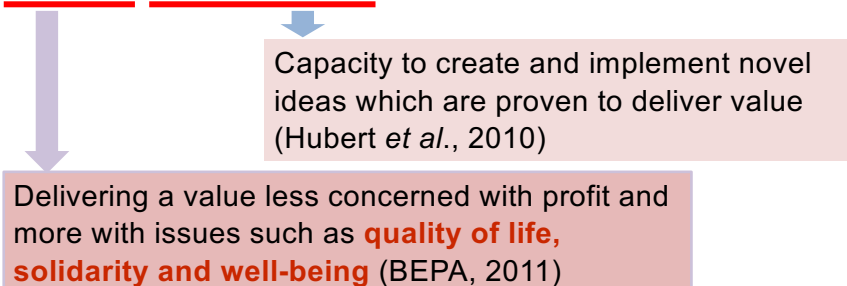 Capacity to create and implement novel
ideas which are proven to deliver value
(Hubert et al., 2010)
Delivering a value less concerned with profit and
more with issues such as quality of life,
solidarity and well-being (BEPA, 2011)